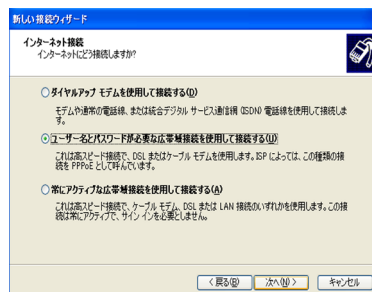 新しい接続ウィザード
インターネット接続
インターネットにどう接続しますか?
ダイヤルアップ モデムを使用して接続する(D)
モデムや通常の電話線、または統合デジタル サービス通信網 (ISDN) 電話線を使用して接続しま
す。
ユーザー名とパスワードが必要な広帯域接続を使用して接続する(U)
これは高スピード接続で、DSL またはケーブル モデムを使用します。ISP によっては、この種類の接
続を PPPoE として呼んでいます。
常にアクティブな広帯域接続を使用して接続する(A)
これは高スピード接続で、ケーブル モデム、DSL または LAN 接続のいずれかを使用します。この接
続は常にアクティブで、サイン インを必要としません。
< 戻る(B)
次へ(N) >
キャンセル